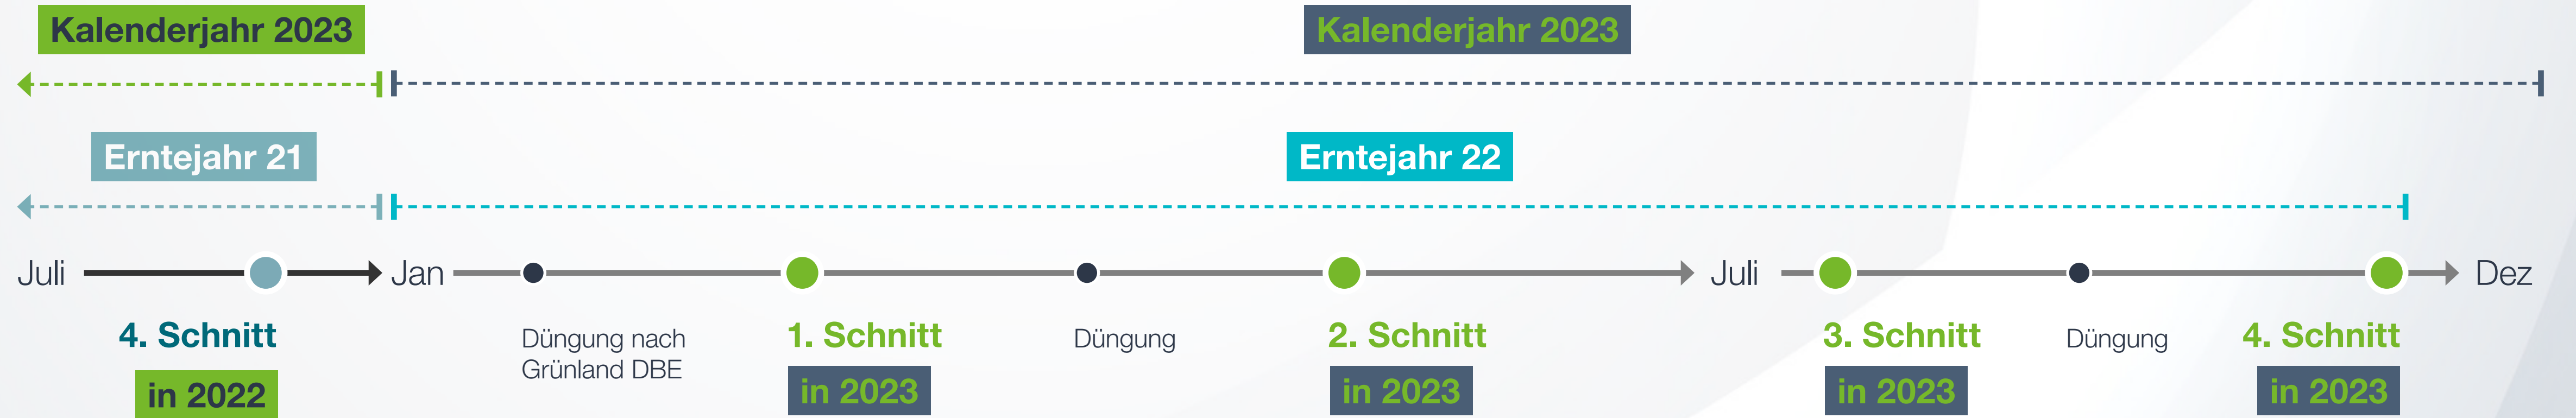 Kalenderjahr 2023
Kalenderjahr 2023
Erntejahr 21
Erntejahr 22
Juli
Jan
Juli
Dez
4. Schnitt
in 2022
Düngung nach
Grünland DBE
1. Schnitt
in 2023
Düngung
2. Schnitt
in 2023
3. Schnitt
in 2023
Düngung
4. Schnitt
in 2023